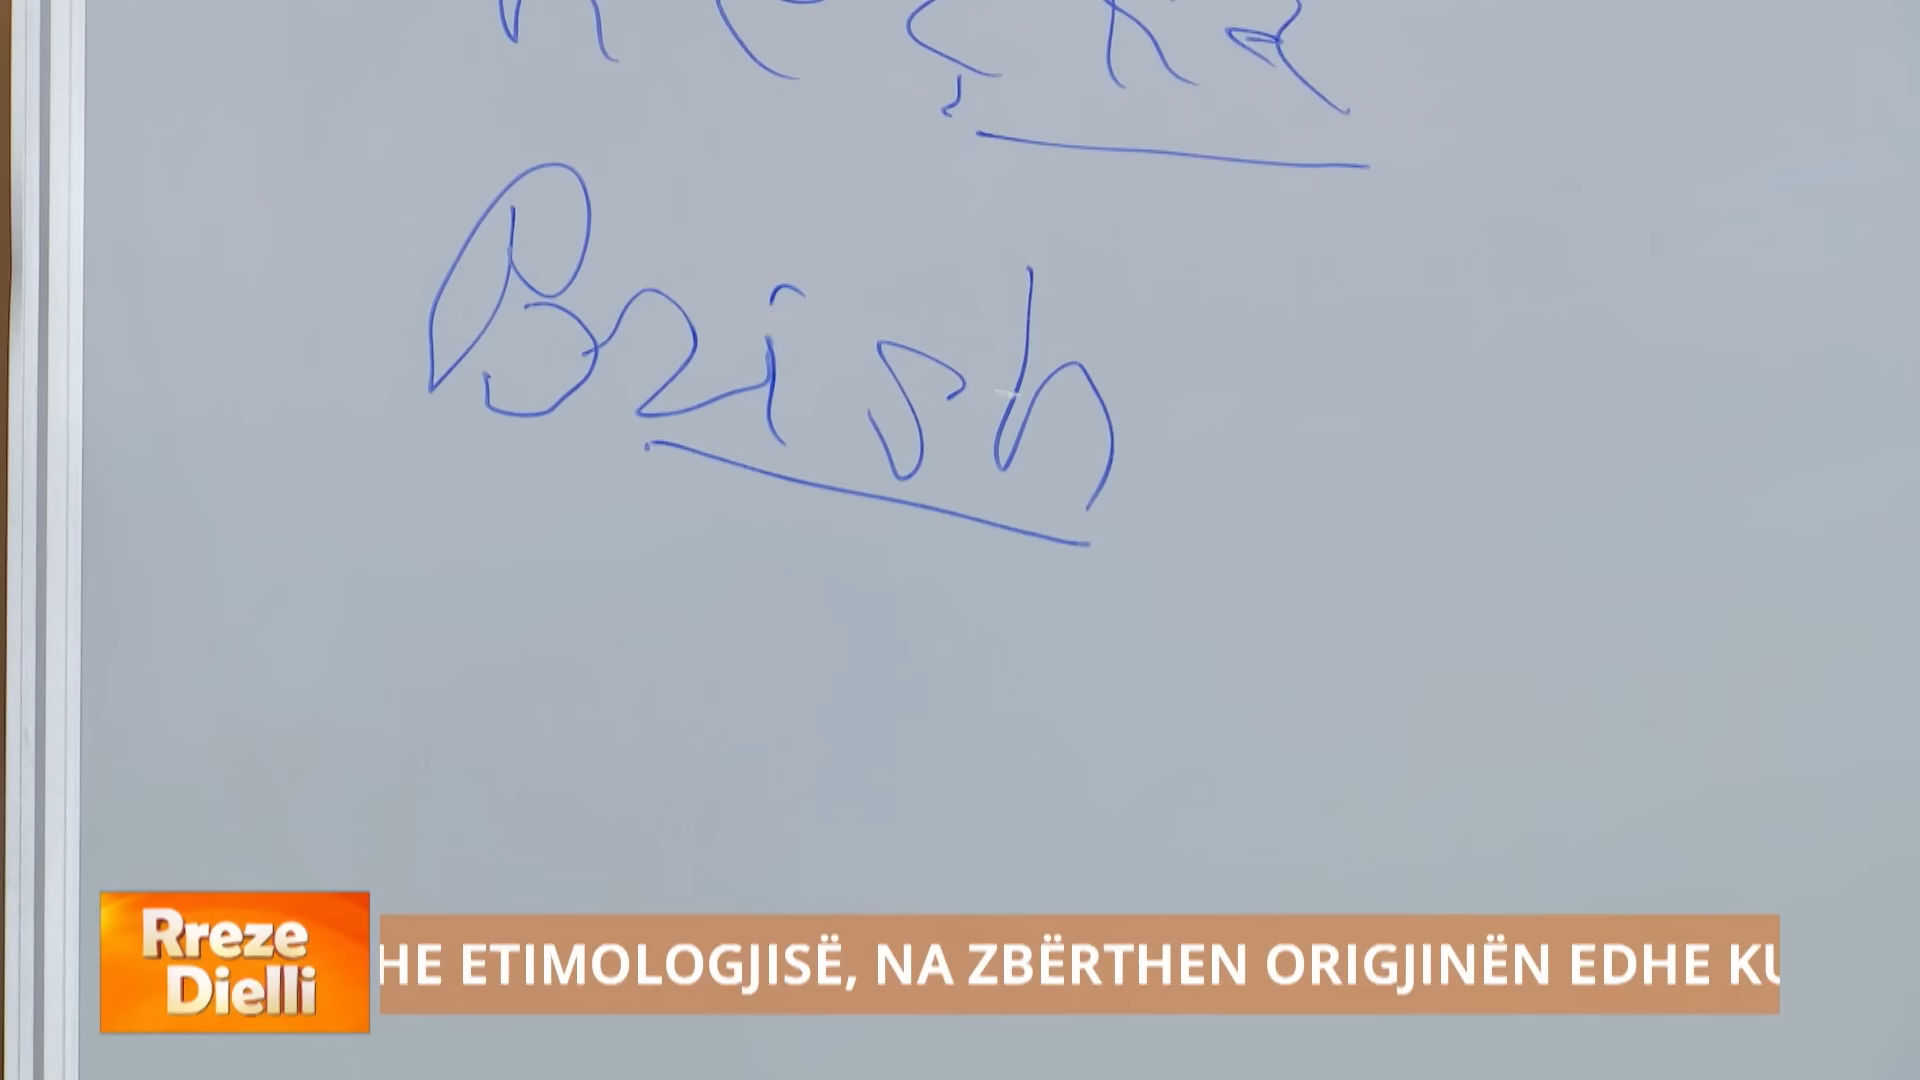 Brish
Rreze
Dielli
HE ETIMOLOGJISË, NA ZBËRTHEN ORIGJINËN EDHE KU